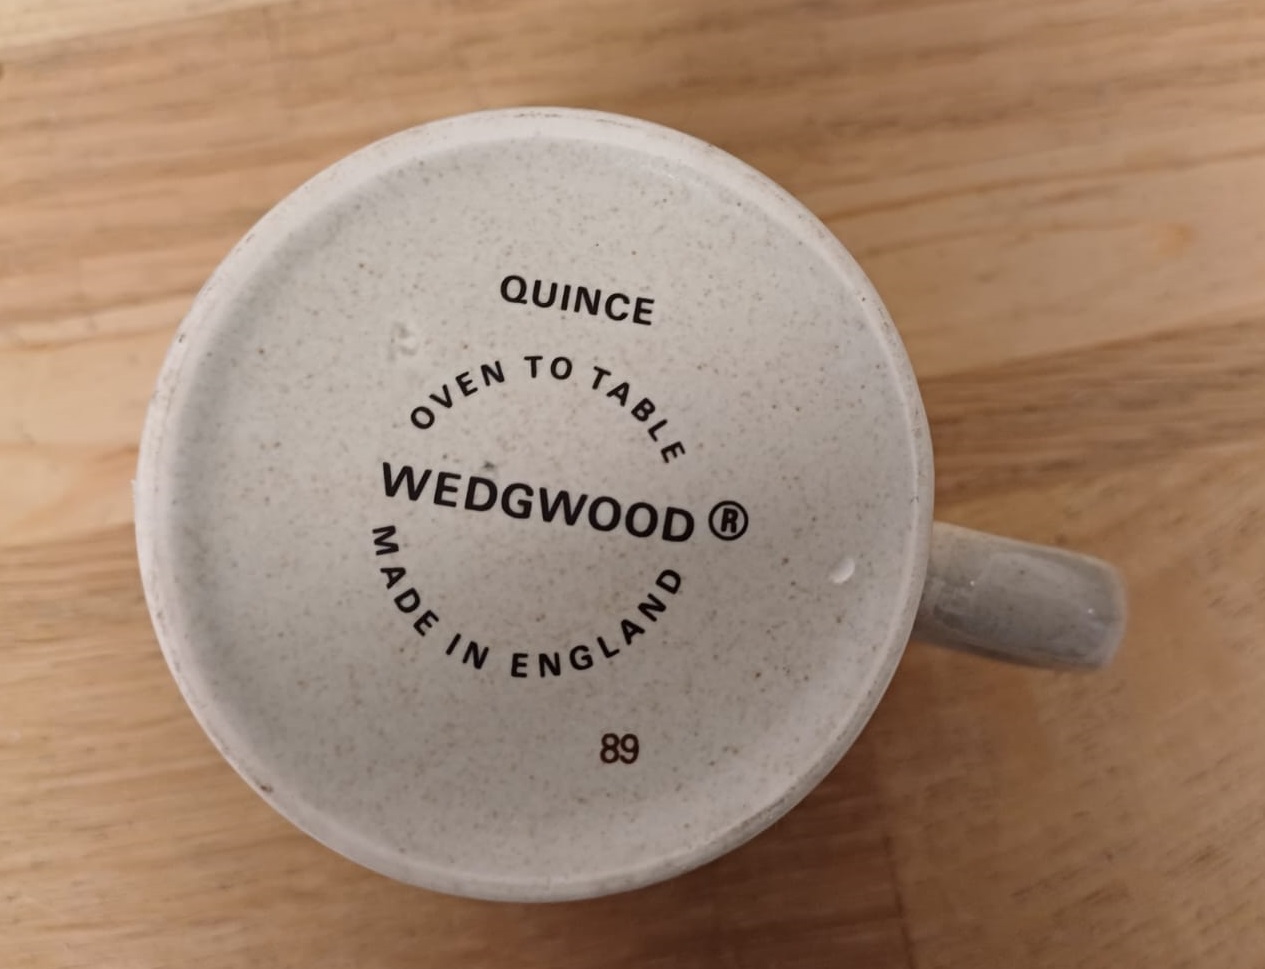 QUINCE
OVEN TO TABLE
WEDGWOOD ®
MADE IN ENGLAND
89